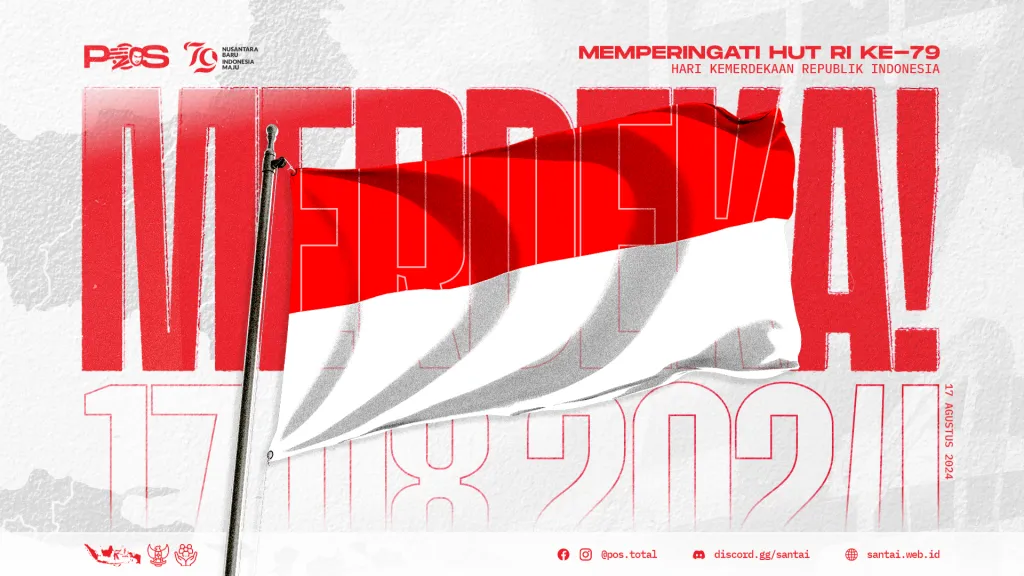 POS
79
NUSANTARA
BARU
INDONESIA
MAJU
MEMPERINGATI HUT RI KE-79
HARI KEMERDEKAAN REPUBLIK INDONESIA
MERDEKA!
17 08 2024
17 AGUSTUS 2024
@pos.total
discord.gg/santai
santai.web.id